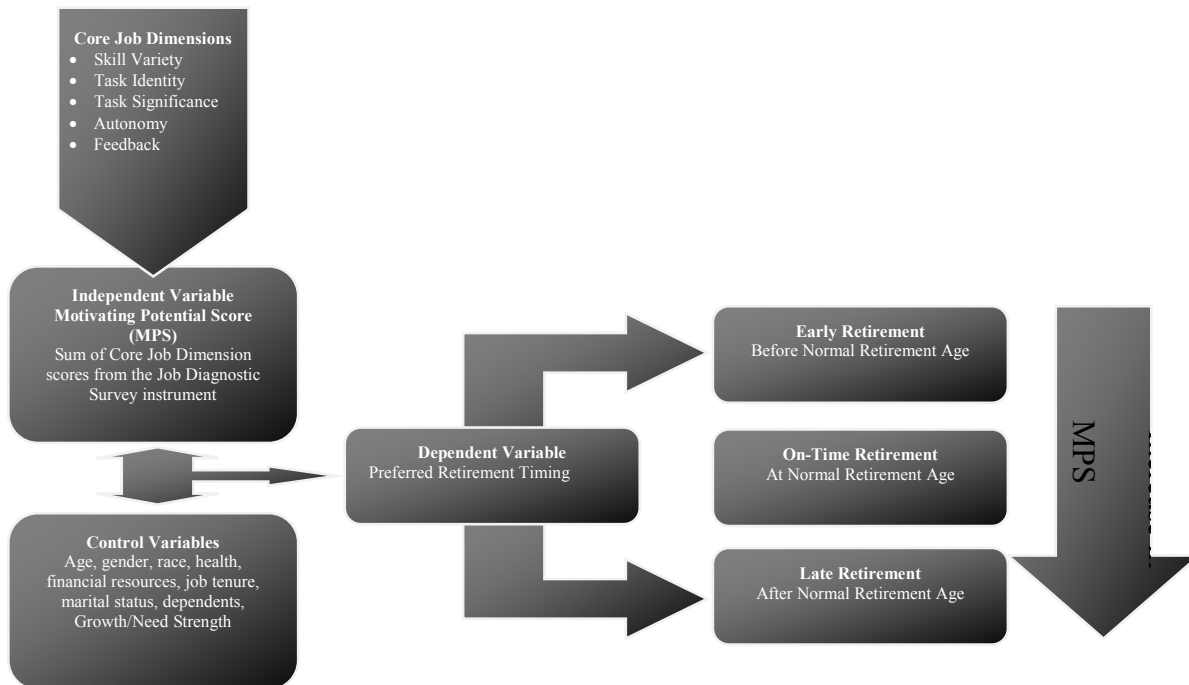 Core Job Dimensions
• Skill Variety
• Task Identity
• Task Significance
• Autonomy
• Feedback
Independent Variable
Motivating Potential Score
(MPS)
Sum of Core Job Dimension
scores from the Job Diagnostic
Survey instrument
Control Variables
Age, gender, race, health,
financial resources, job tenure,
marital status, dependents,
Growth/Need Strength
Dependent Variable
Preferred Retirement Timing
Early Retirement
Before Normal Retirement Age
On-Time Retirement
At Normal Retirement Age
Late Retirement
After Normal Retirement Age
MPS